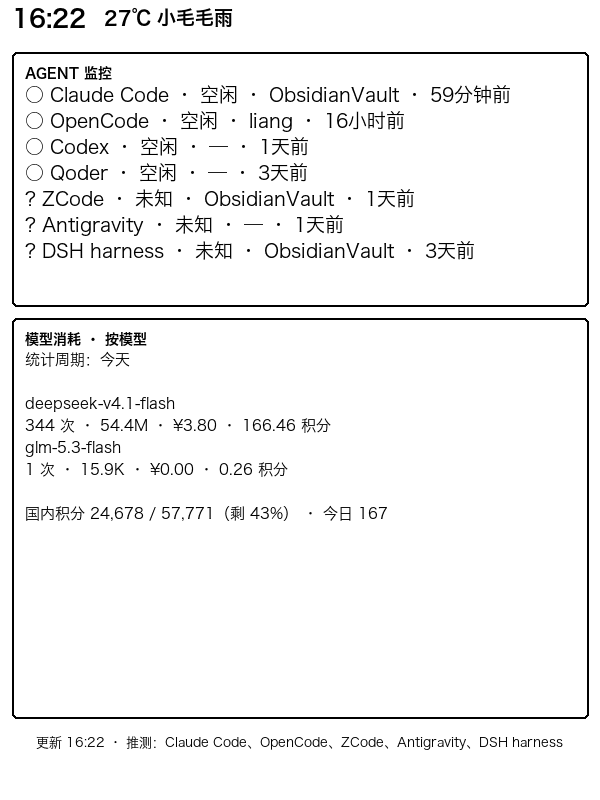 16:22 27℃ 小毛毛雨
AGENT 监控
○ Claude Code · 空闲 · ObsidianVault · 59分钟前
○ OpenCode · 空闲 · liang · 16小时前
○ Codex · 空闲 · — · 1天前
○ Qoder · 空闲 · — · 3天前
? ZCode · 未知 · ObsidianVault · 1天前
? Antigravity · 未知 · — · 1天前
? DSH harness · 未知 · ObsidianVault · 3天前
模型消耗 · 按模型
统计周期：今天
deepseek-v4.1-flash
344 次 · 54.4M · ¥3.80 · 166.46 积分
glm-5.3-flash
1 次 · 15.9K · ¥0.00 · 0.26 积分
国内积分 24,678 / 57,771（剩 43%） · 今日 167
更新 16:22 · 推测：Claude Code、OpenCode、ZCode、Antigravity、DSH harness